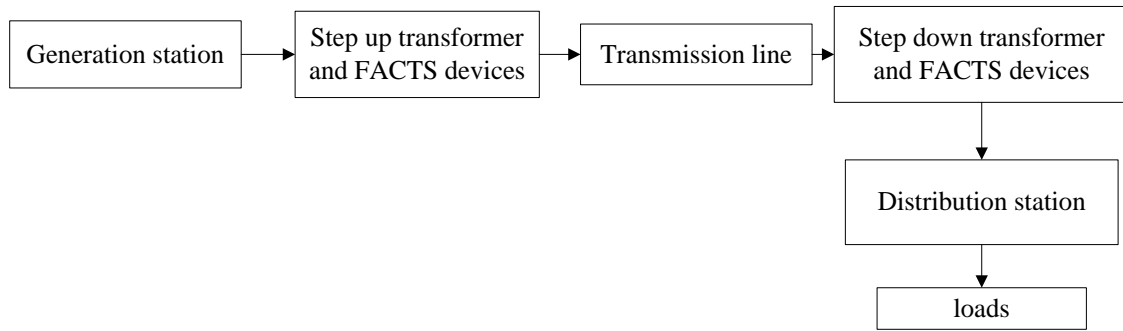 Generation station
Step up transformer
and FACTS devices
Transmission line
Step down transformer
and FACTS devices
Distribution station
loads